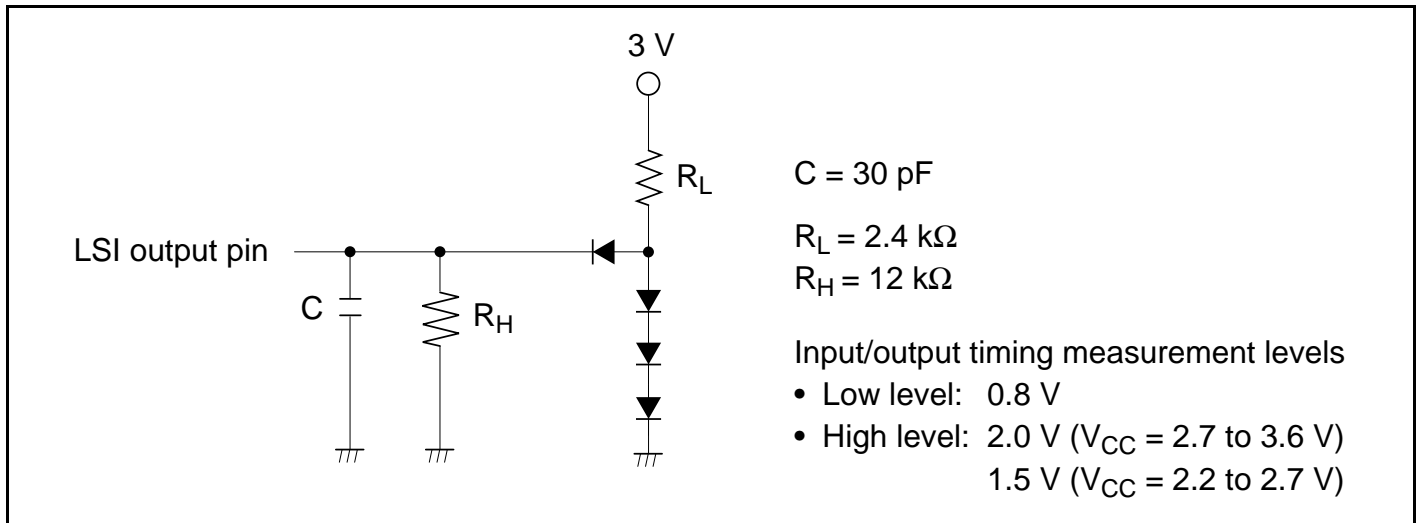 3 V
R_L
LSI output pin
C
R_H
C = 30 pF
R_L = 2.4 kΩ
R_H = 12 kΩ
Input/output timing measurement levels
• Low level: 0.8 V
• High level: 2.0 V (V_CC = 2.7 to 3.6 V)
1.5 V (V_CC = 2.2 to 2.7 V)